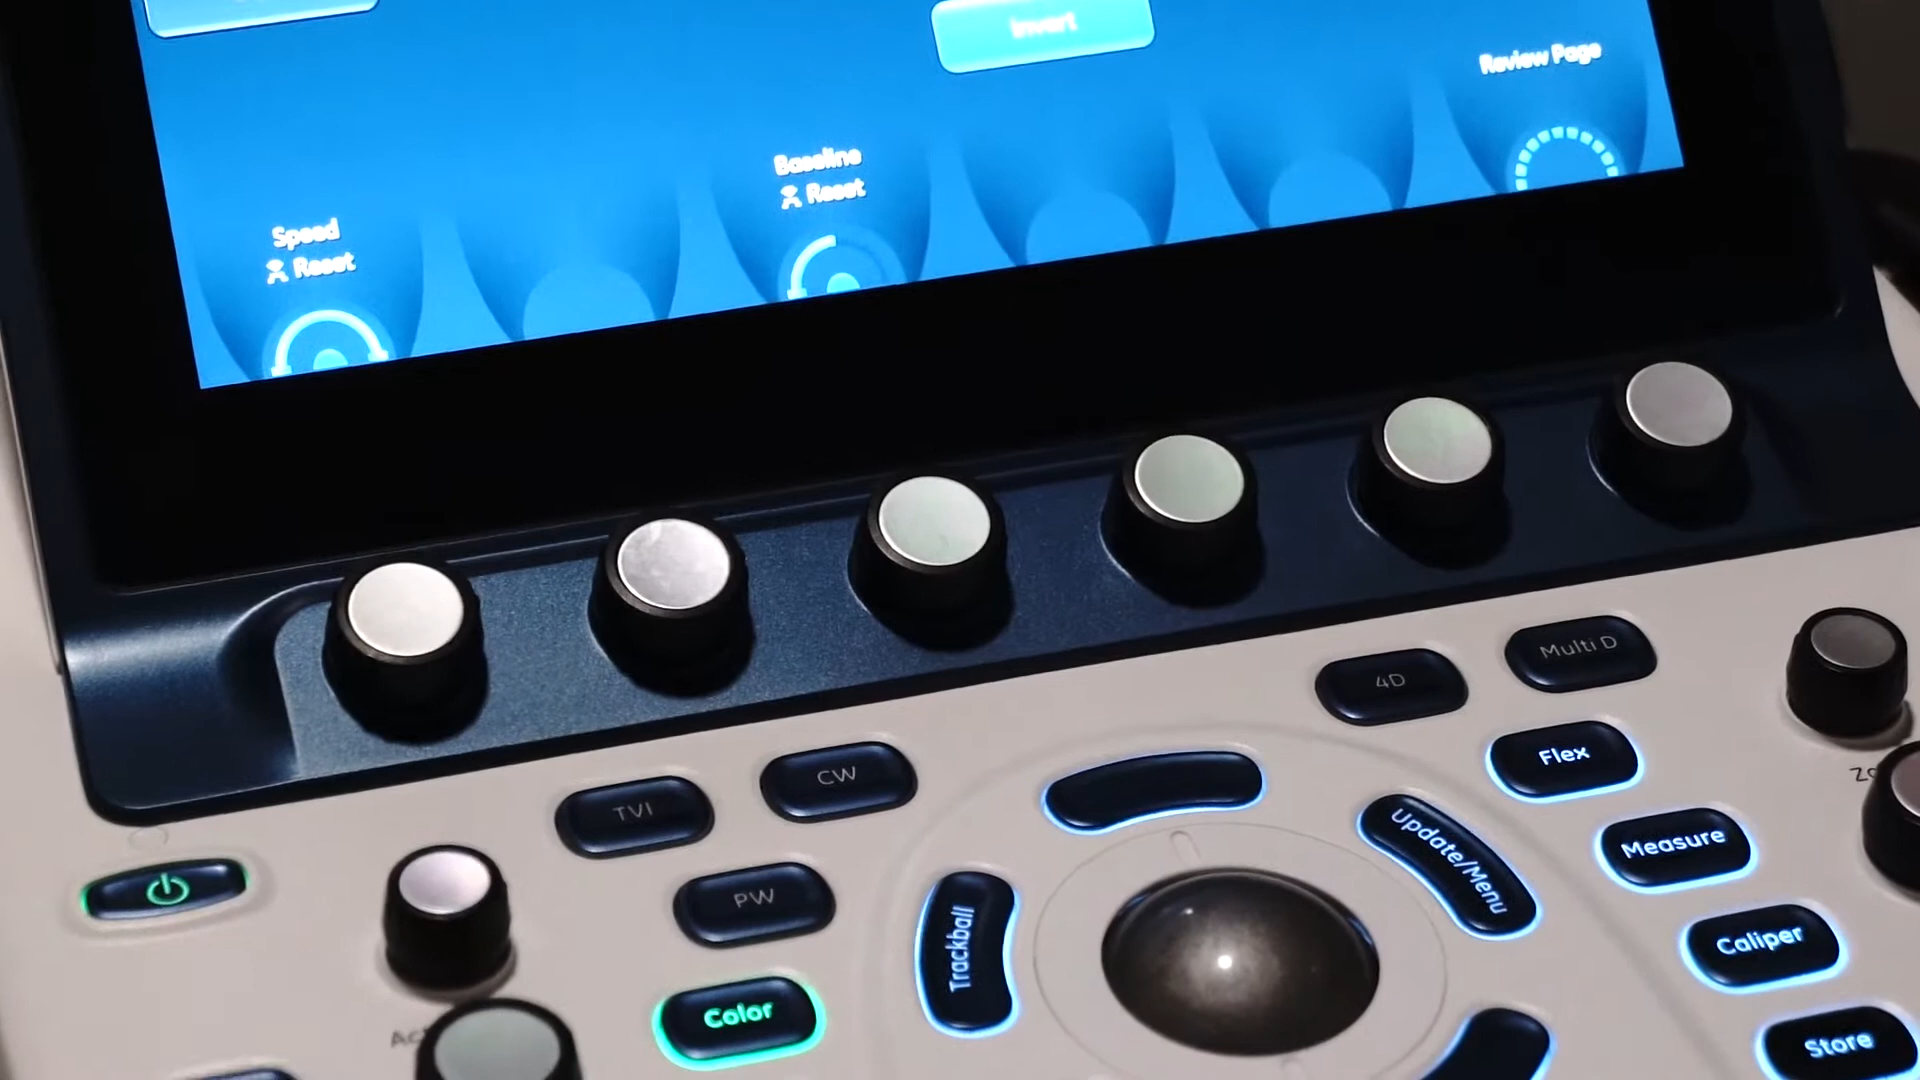 Invert
Review Page
Baseline
Reset
Speed
Reset
Multi D
4D
Flex
CW
TVI
Update/Menu
Measure
PW
Trackball
Caliper
Color
Store